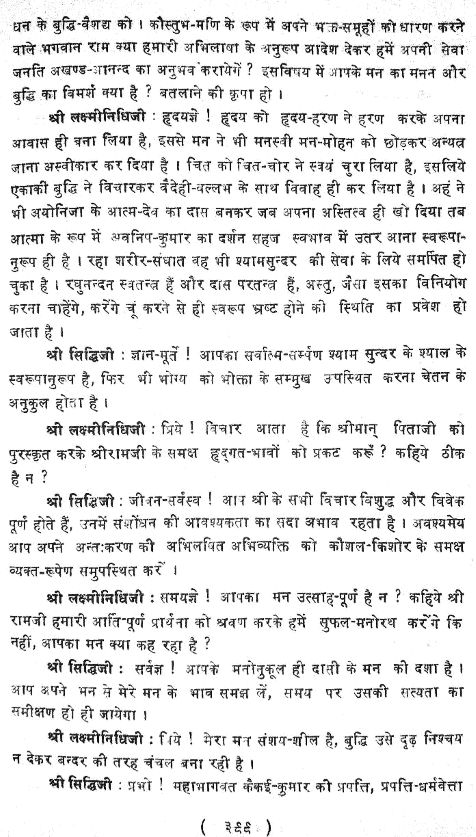 धन के बुद्धि-वैशद्य को । कौस्तुभ-मणि के रूप में अपने भक्त-समूहों को धारण करने
वाले भगवान राम क्या हमारी अभिलाषा के अनुरूप आदेश देकर हमें अपनी सेवा
जनति अखण्ड-आनन्द का अनुभव करायेगें ? इसविषय में आपके मन का मनन और
बुद्धि का विमर्श क्या है ? बतलाने की कृपा हो ।
श्री लक्ष्मीनिधिजी : हृदयज्ञे ! हृदय को हृदय-हरण ने हरण करके अपना
आवास ही बना लिया है, इससे मन ने भी मनस्वी मन-मोहन को छोड़कर अन्यत्र
जाना अस्वीकार कर दिया है । चित को चित-चोर ने स्वयं चुरा लिया है, इसलिये
एकाकी बुद्धि ने विचारकर वैदेही-वल्लभ के साथ विवाह ही कर लिया है । अहं ने
भी अयोनिजा के आत्म-देव का दास बनकर जब अपना अस्तित्व ही खो दिया तब
आत्मा के रूप में अवनिप-कुमार का दर्शन सहज स्वभाव में उतर आना स्वरूपा-
नुरूप ही है । रहा शरीर-संघात वह भी श्यामसुन्दर की सेवा के लिये समर्पित हो
चुका है । रघुनन्दन स्वतन्त्र हैं और दास परतन्त्र हैं, अस्तु, जैसा इसका विनियोग
करना चाहेंगे, करेंगे चूं करने से ही स्वरूप भ्रष्ट होने की स्थिति का प्रवेश हो
जाता है ।
श्री सिद्धिजी : ज्ञान-मूर्ते ! आपका सर्वात्म-सर्म्पण श्याम सुन्दर के श्याल के
स्वरूपानुरूप है, फिर भी भोग्य को भोक्ता के सम्मुख उपस्थित करना चेतन के
अनुकूल होता है ।
श्री लक्ष्मीनिधिजी : प्रिये ! विचार आता है कि श्रीमान् पिताजी को
पुरस्कृत करके श्रीरामजी के समक्ष हृद्गत-भावों को प्रकट करूँ ? कहिये ठीक
है न ?
श्री सिद्धिजी : जीवन-सर्वस्व ! आप श्री के सभी विचार विशुद्ध और विवेक
पूर्ण होते हैं, उनमें संशोधन की आवश्यकता का सदा अभाव रहता है । अवश्यमेव
आप अपने अन्तःकरण की अभिलषित अभिव्यक्ति को कौशल-किशोर के समक्ष
व्यक्त-रूपेण समुपस्थित करें ।
श्री लक्ष्मीनिधिजी : समयज्ञे ! आपका मन उत्साह-पूर्ण है न ? कहिये श्री
रामजी हमारी आर्ति-पूर्ण प्रार्थना को श्रवण करके हमें सुफल-मनोरथ करेंगे कि
नहीं, आपका मन क्या कह रहा है ?
श्री सिद्धिजी : सर्वज्ञ ! आपके मनोनुकूल ही दासी के मन की दशा है ।
आप अपने मन से मेरे मन के भाव समझ लें, समय पर उसकी सत्यता का
समीक्षण हो ही जायेगा ।
श्री लक्ष्मीनिधिजी : प्रिये ! मेरा मन संशय-शील है, बुद्धि उसे दृढ़ निश्चय
न देकर बन्दर की तरह चंचल बना रही है ।
श्री सिद्धिजी : प्रभो ! महाभागवत कैकई-कुमार की प्रपत्ति, प्रपत्ति-धर्मवेत्ता
( ३९९ )